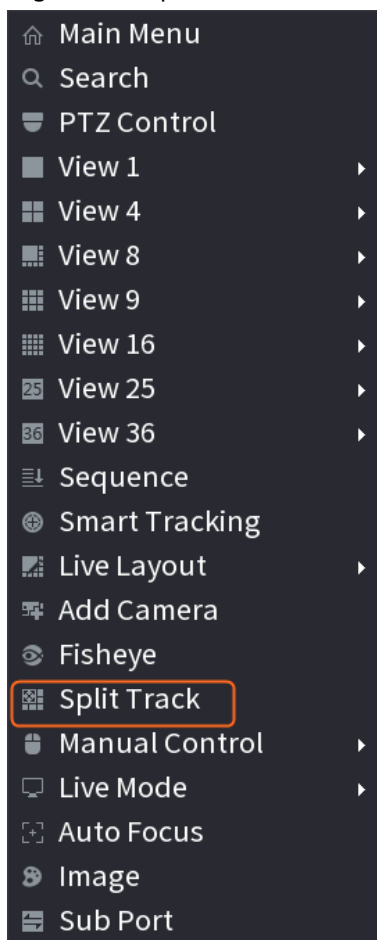 Main Menu
Search
PTZ Control
View 1
View 4
View 8
View 9
View 16
25 View 25
36 View 36
Sequence
Smart Tracking
Live Layout
Add Camera
Fisheye
Split Track
Manual Control
Live Mode
Auto Focus
Image
Sub Port